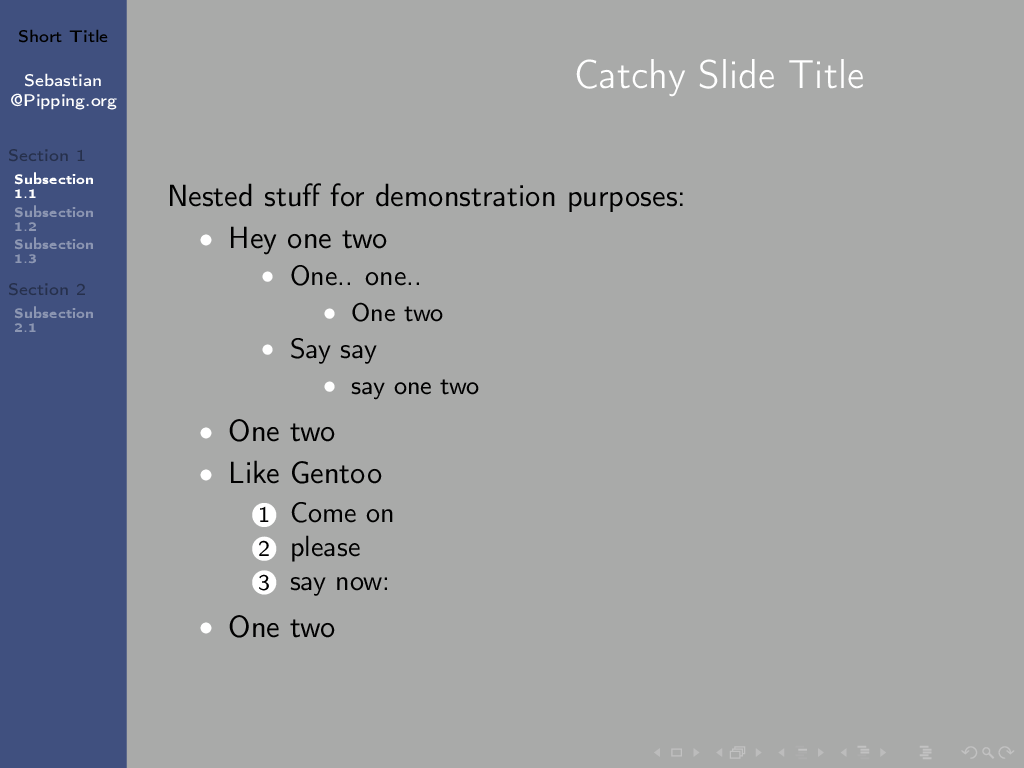 Short Title
Sebastian
@Pipping.org
Section 1
Subsection
1.1
Subsection
1.2
Subsection
1.3
Section 2
Subsection
2.1
Catchy Slide Title
Nested stuff for demonstration purposes:
• Hey one two
• One.. one..
• One two
• Say say
• say one two
• One two
• Like Gentoo
1 Come on
2 please
3 say now:
• One two